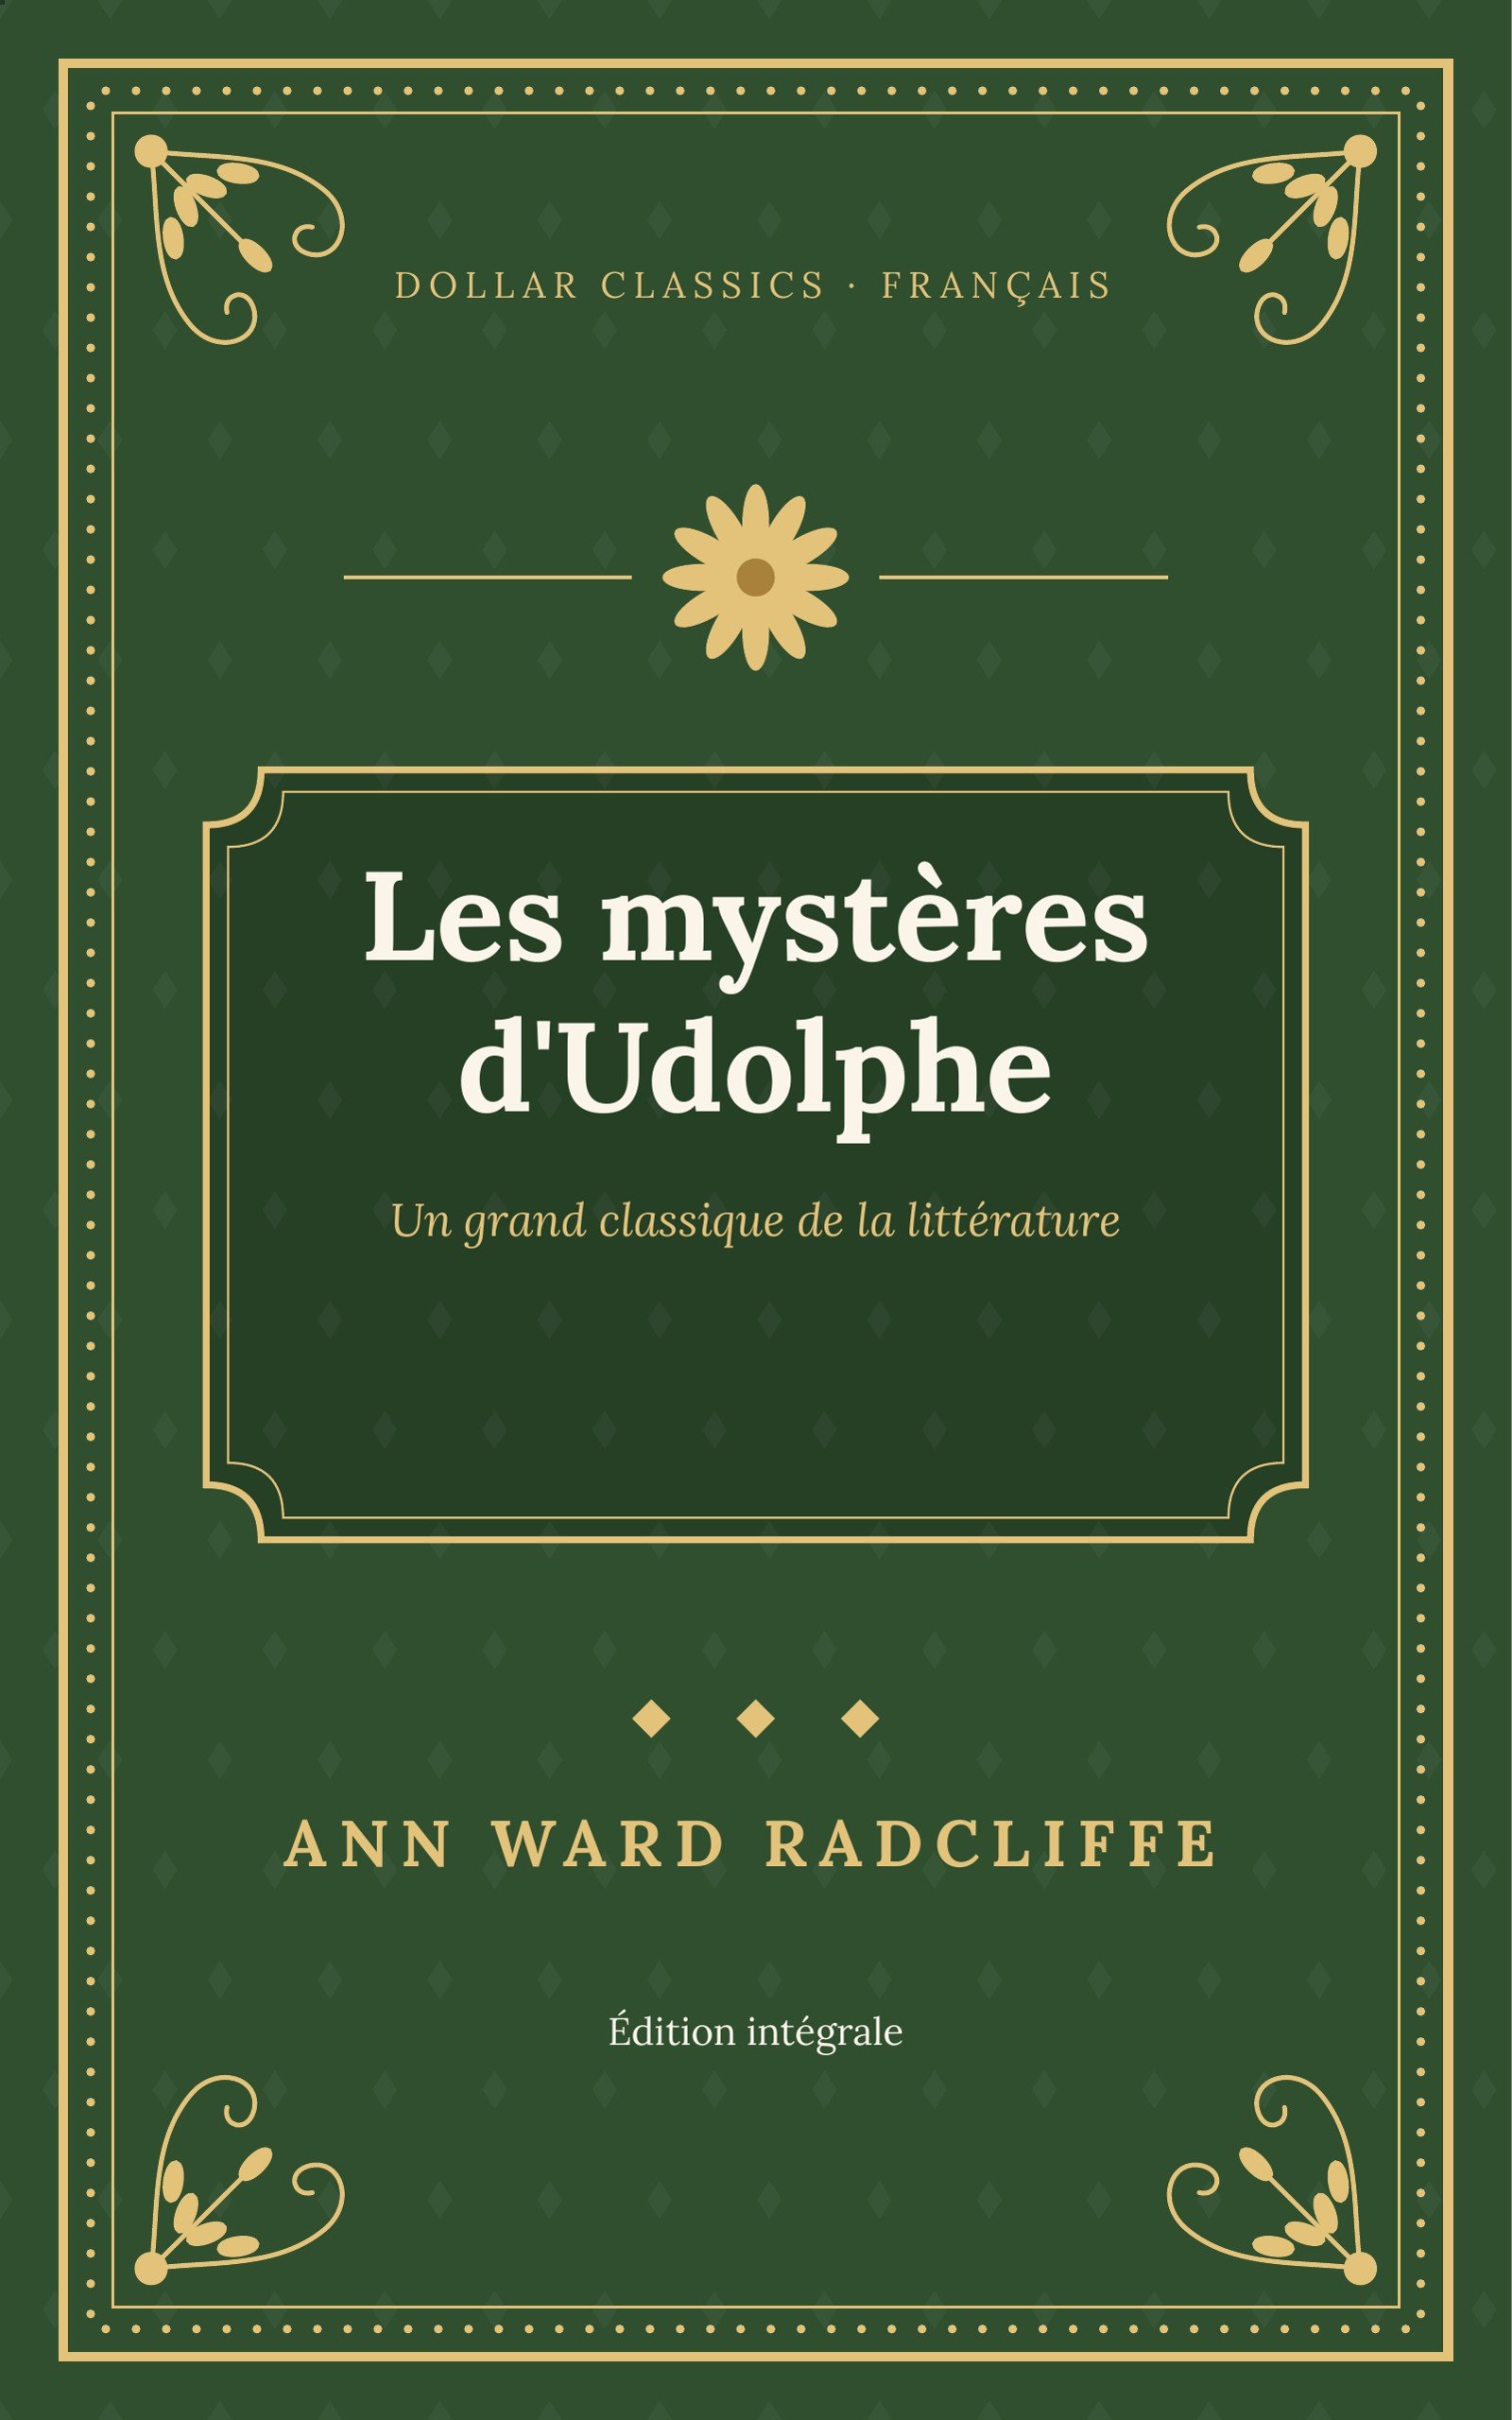 DOLLAR CLASSICS · FRANÇAIS
Les mystères
d'Udolphe
Un grand classique de la littérature
ANN WARD RADCLIFFE
Édition intégrale